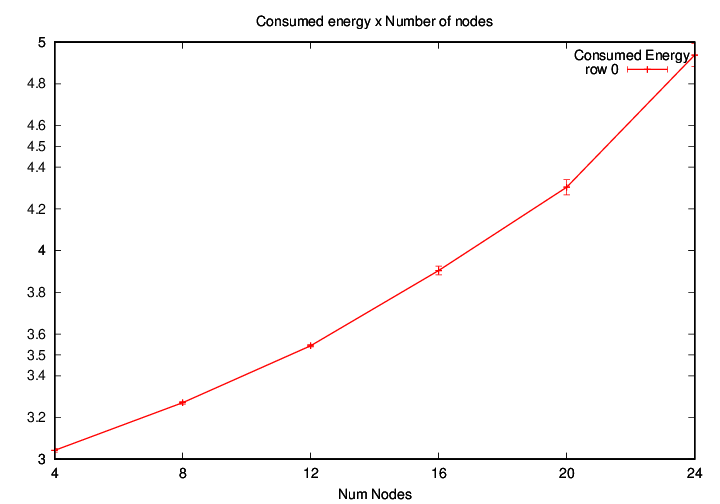 Consumed energy x Number of nodes
5
4.8
4.6
4.5
4.4
4.2
4
3.8
3.6
3.5
3.4
3.2
3
Consumed Energy
row 0
4 8 12 16 20 24
Num Nodes